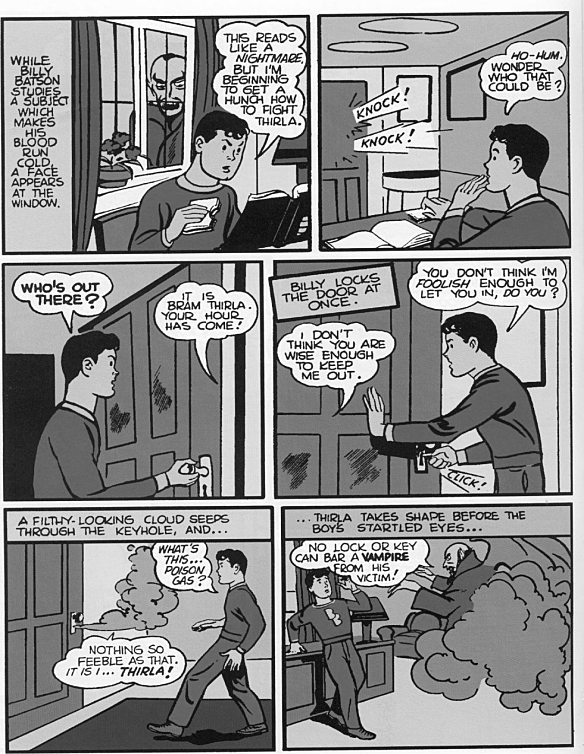 WHILE
BILLY
BATSON
STUDIES
A SUBJECT
WHICH
MAKES
HIS
BLOOD
RUN
COLD,
A FACE
APPEARS
AT THE
WINDOW.
THIS READS
LIKE A
NIGHTMARE,
BUT I'M
BEGINNING
TO GET A
HUNCH HOW
TO FIGHT
THIRLA.
HO-HUM.
WONDER
WHO THAT
COULD BE?
KNOCK!
KNOCK!
WHO'S OUT
THERE?
IT IS
BRAM THIRLA.
YOUR HOUR
HAS COME!
BILLY LOCKS
THE DOOR AT
ONCE.
YOU DON'T THINK I'M
FOOLISH ENOUGH TO
LET YOU IN, DO YOU?
I DON'T
THINK YOU ARE
WISE ENOUGH
TO KEEP
ME OUT.
CLICK!
A FILTHY-LOOKING CLOUD SEEPS
THROUGH THE KEYHOLE, AND...
WHAT'S
THIS...
POISON
GAS?
NOTHING SO
FEEBLE AS THAT.
IT IS I... THIRLA!
...THIRLA TAKES SHAPE BEFORE THE
BOY'S STARTLED EYES...
NO LOCK OR KEY
CAN BAR A VAMPIRE
FROM HIS
VICTIM!